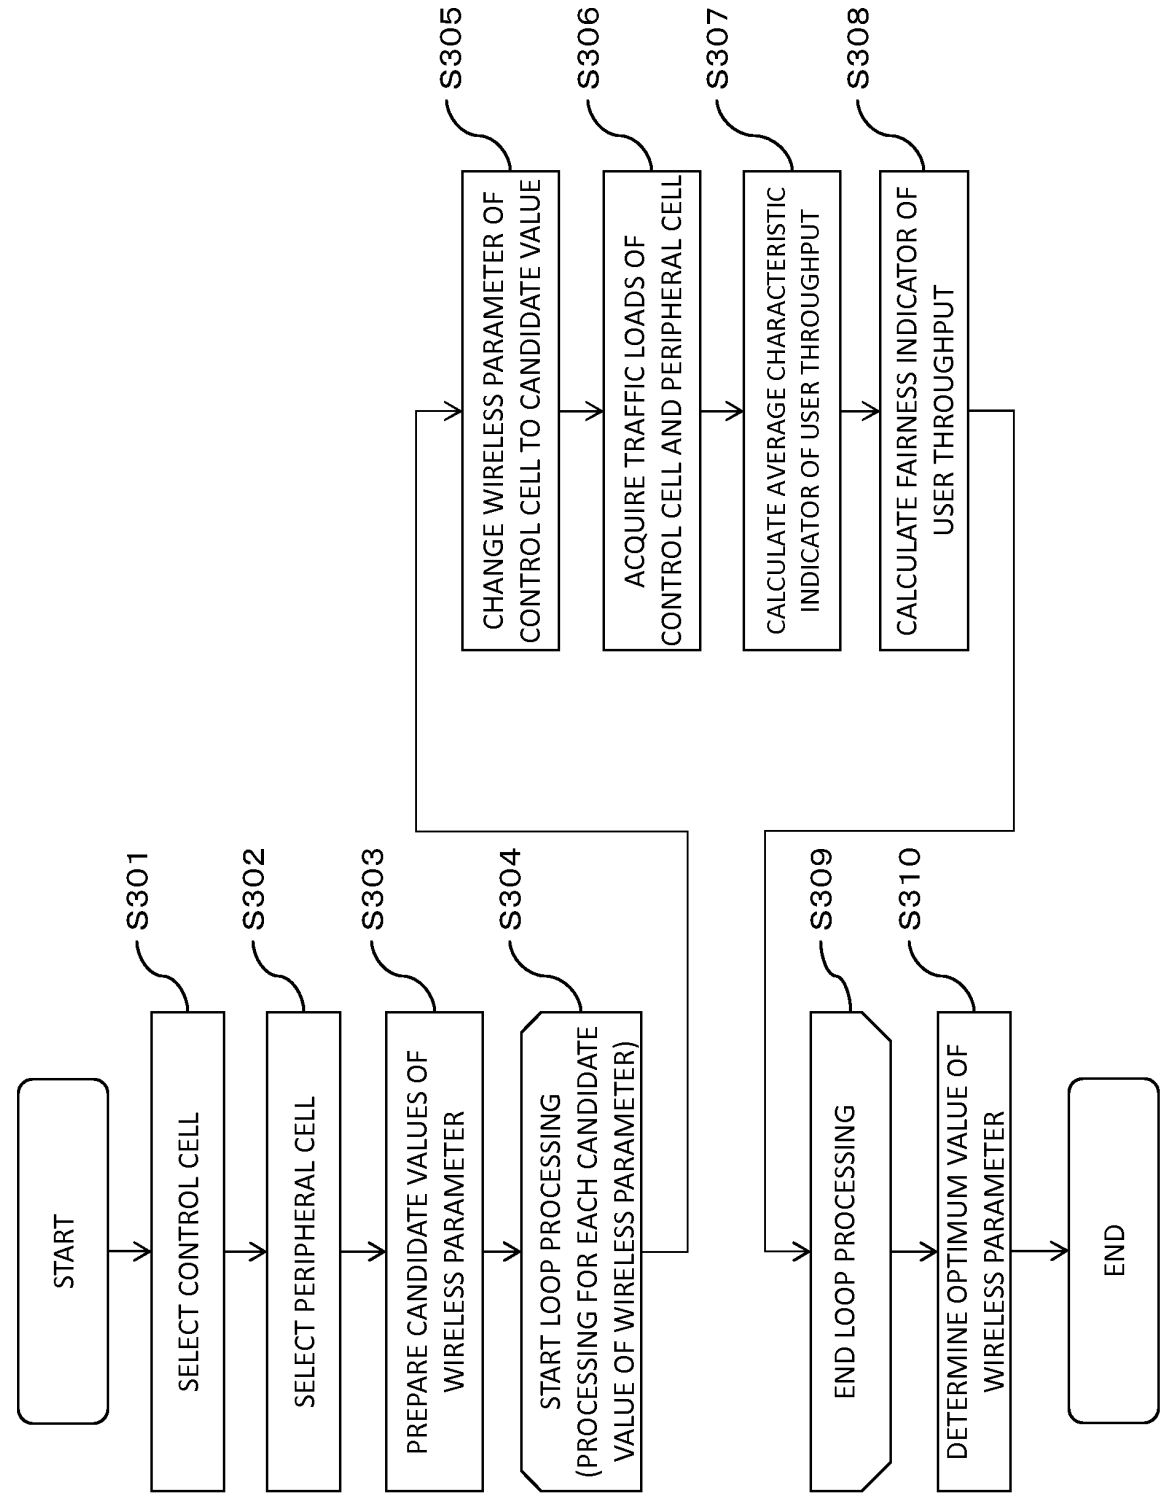 START
S301
SELECT CONTROL CELL
S302
SELECT PERIPHERAL CELL
S303
PREPARE CANDIDATE VALUES OF
WIRELESS PARAMETER
S304
START LOOP PROCESSING
(PROCESSING FOR EACH CANDIDATE
VALUE OF WIRELESS PARAMETER)
S305
CHANGE WIRELESS PARAMETER OF
CONTROL CELL TO CANDIDATE VALUE
S306
ACQUIRE TRAFFIC LOADS OF
CONTROL CELL AND PERIPHERAL CELL
S307
CALCULATE AVERAGE CHARACTERISTIC
INDICATOR OF USER THROUGHPUT
S308
CALCULATE FAIRNESS INDICATOR OF
USER THROUGHPUT
S309
END LOOP PROCESSING
S310
DETERMINE OPTIMUM VALUE OF
WIRELESS PARAMETER
END